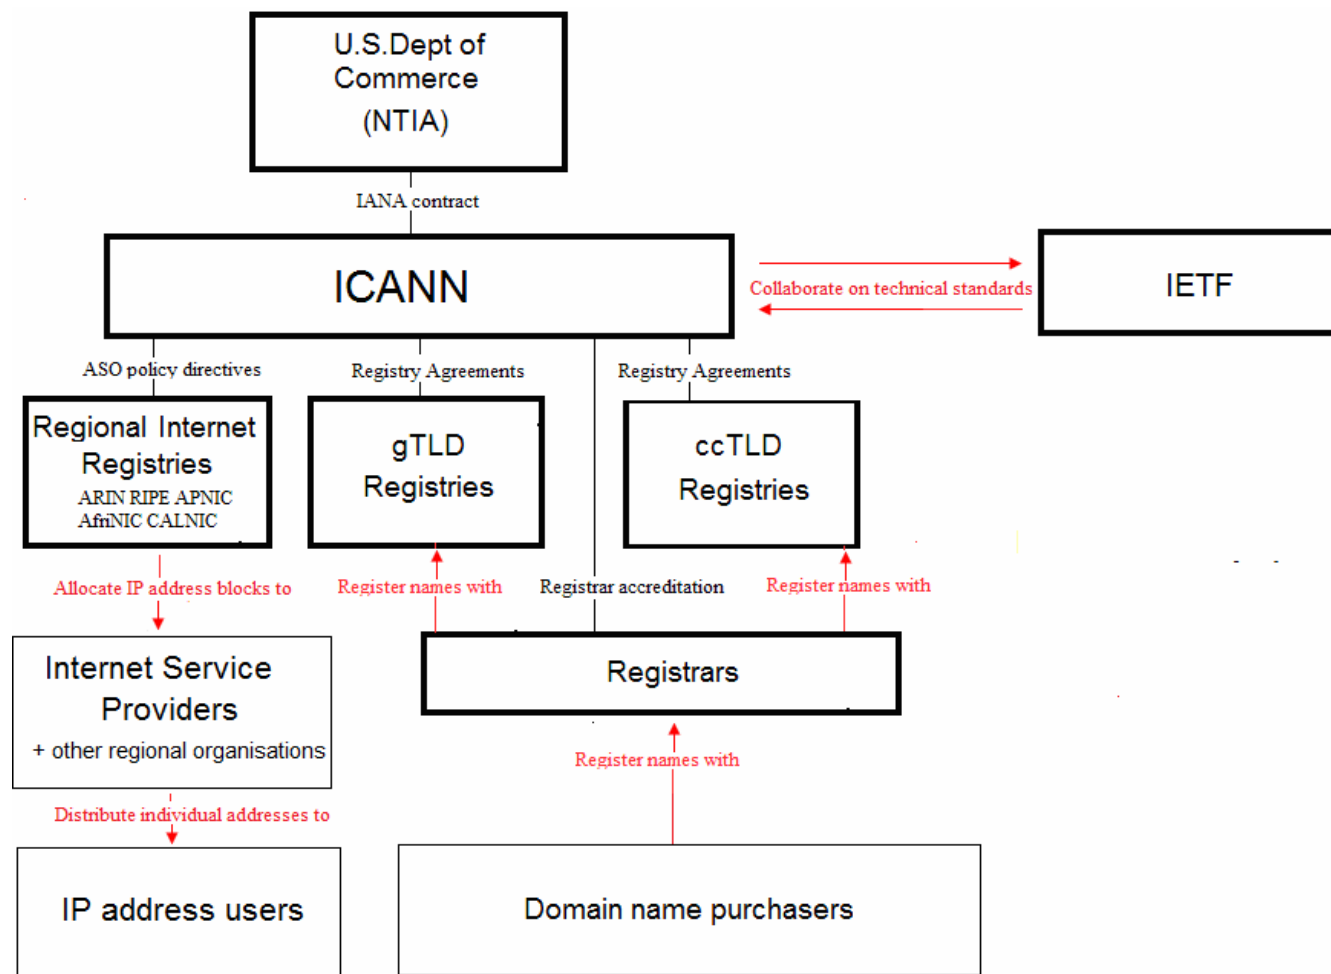 U.S.Dept of
Commerce
(NTIA)
IANA contract
ICANN
Collaborate on technical standards
IETF
ASO policy directives
Registry Agreements
Registry Agreements
Regional Internet
Registries
ARIN RIPE APNIC
AfriNIC CALNIC
gTLD
Registries
ccTLD
Registries
Allocate IP address blocks to
Register names with
Registrar accreditation
Register names with
Internet Service
Providers
+ other regional organisations
Registrars
Register names with
Distribute individual addresses to
IP address users
Domain name purchasers